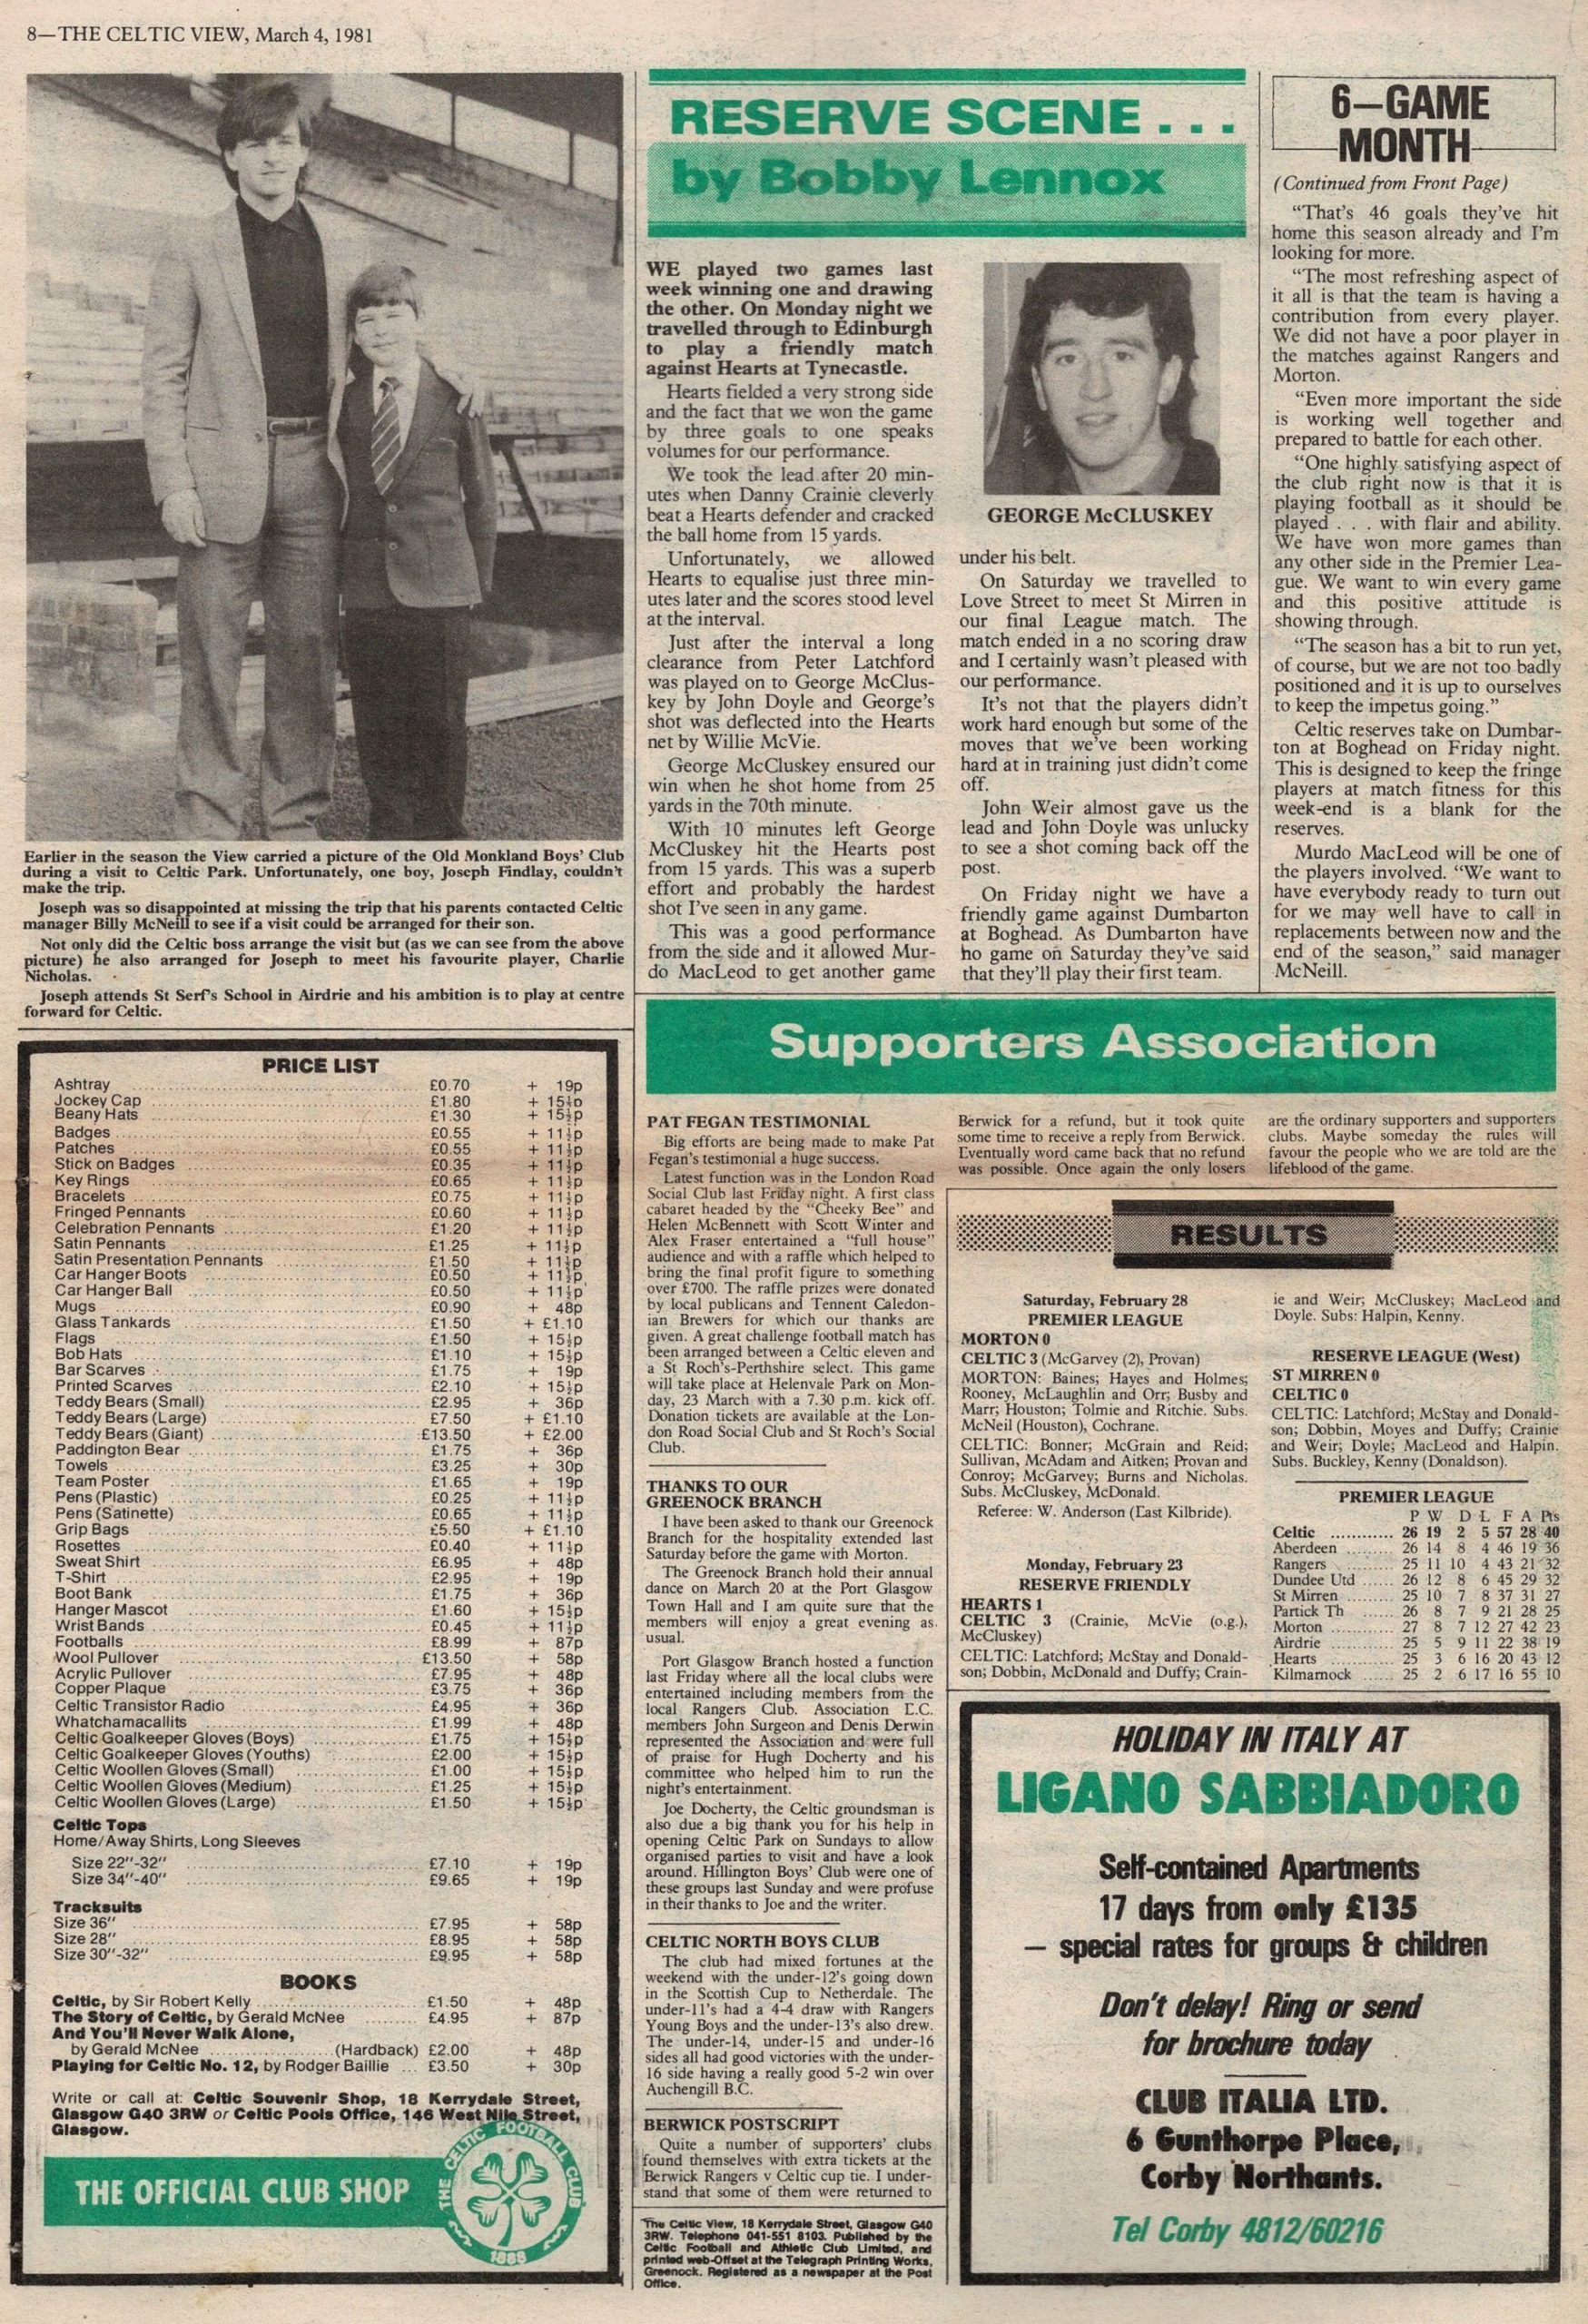 8—THE CELTIC VIEW, March 4, 1981
Earlier in the season the View carried a picture of the Old Monkland Boys' Club
during a visit to Celtic Park. Unfortunately, one boy, Joseph Findlay, couldn't
make the trip.
Joseph was so disappointed at missing the trip that his parents contacted Celtic
manager Billy McNeill to see if a visit could be arranged for their son.
Not only did the Celtic boss arrange the visit but (as we can see from the above
picture) he also arranged for Joseph to meet his favourite player, Charlie
Nicholas.
Joseph attends St Serf's School in Airdrie and his ambition is to play at centre
forward for Celtic.
PRICE LIST
Ashtray £0.70 + 19p
Jockey Cap £1.80 + 15½p
Beany Hats £1.30 + 15½p
Badges £0.55 + 11½p
Patches £0.55 + 11½p
Stick on Badges £0.35 + 11½p
Key Rings £0.65 + 11½p
Bracelets £0.75 + 11½p
Fringed Pennants £0.60 + 11½p
Celebration Pennants £1.20 + 11½p
Satin Pennants £1.25 + 11½p
Satin Presentation Pennants £1.50 + 11½p
Car Hanger Boots £0.50 + 11½p
Car Hanger Ball £0.50 + 11½p
Mugs £0.90 + 48p
Glass Tankards £1.50 + £1.10
Flags £1.50 + 15½p
Bob Hats £1.10 + 15½p
Bar Scarves £1.75 + 19p
Printed Scarves £2.10 + 15½p
Teddy Bears (Small) £2.95 + 36p
Teddy Bears (Large) £7.50 + £1.10
Teddy Bears (Giant) £13.50 + £2.00
Paddington Bear £1.75 + 36p
Towels £3.25 + 30p
Team Poster £1.65 + 19p
Pens (Plastic) £0.25 + 11½p
Pens (Satinette) £0.65 + 11½p
Grip Bags £5.50 + £1.10
Rosettes £0.40 + 11½p
Sweat Shirt £6.95 + 48p
T-Shirt £2.95 + 19p
Boot Bank £1.75 + 36p
Hanger Mascot £1.60 + 15½p
Wrist Bands £0.45 + 11½p
Footballs £8.99 + 87p
Wool Pullover £13.50 + 58p
Acrylic Pullover £7.95 + 48p
Copper Plaque £3.75 + 36p
Celtic Transistor Radio £4.95 + 36p
Whatchamacallits £1.99 + 48p
Celtic Goalkeeper Gloves (Boys) £1.75 + 15½p
Celtic Goalkeeper Gloves (Youths) £2.00 + 15½p
Celtic Woollen Gloves (Small) £1.00 + 15½p
Celtic Woollen Gloves (Medium) £1.25 + 15½p
Celtic Woollen Gloves (Large) £1.50 + 15½p
Celtic Tops
Home/Away Shirts, Long Sleeves
Size 22"-32" £7.10 + 19p
Size 34"-40" £9.65 + 19p
Tracksuits
Size 36" £7.95 + 58p
Size 28" £8.95 + 58p
Size 30"-32" £9.95 + 58p
BOOKS
Celtic, by Sir Robert Kelly £1.50 + 48p
The Story of Celtic, by Gerald McNee £4.95 + 87p
And You'll Never Walk Alone,
by Gerald McNee (Hardback) £2.00 + 48p
Playing for Celtic No. 12, by Rodger Baillie £3.50 + 30p
Write or call at: Celtic Souvenir Shop, 18 Kerrydale Street,
Glasgow G40 3RW or Celtic Pools Office, 146 West Nile Street,
Glasgow.
THE OFFICIAL CLUB SHOP
THE CELTIC FOOTBALL CLUB
1888
RESERVE SCENE . . .
by Bobby Lennox
WE played two games last
week winning one and drawing
the other. On Monday night we
travelled through to Edinburgh
to play a friendly match
against Hearts at Tynecastle.
Hearts fielded a very strong side
and the fact that we won the game
by three goals to one speaks
volumes for our performance.
We took the lead after 20 min-
utes when Danny Crainie cleverly
beat a Hearts defender and cracked
the ball home from 15 yards.
Unfortunately, we allowed
Hearts to equalise just three min-
utes later and the scores stood level
at the interval.
Just after the interval a long
clearance from Peter Latchford
was played on to George McClus-
key by John Doyle and George's
shot was deflected into the Hearts
net by Willie McVie.
George McCluskey ensured our
win when he shot home from 25
yards in the 70th minute.
With 10 minutes left George
McCluskey hit the Hearts post
from 15 yards. This was a superb
effort and probably the hardest
shot I've seen in any game.
This was a good performance
from the side and it allowed Mur-
do MacLeod to get another game
GEORGE McCLUSKEY
under his belt.
On Saturday we travelled to
Love Street to meet St Mirren in
our final League match. The
match ended in a no scoring draw
and I certainly wasn't pleased with
our performance.
It's not that the players didn't
work hard enough but some of the
moves that we've been working
hard at in training just didn't come
off.
John Weir almost gave us the
lead and John Doyle was unlucky
to see a shot coming back off the
post.
On Friday night we have a
friendly game against Dumbarton
at Boghead. As Dumbarton have
ho game on Saturday they've said
that they'll play their first team.
6—GAME
MONTH
(Continued from Front Page)
"That's 46 goals they've hit
home this season already and I'm
looking for more.
"The most refreshing aspect of
it all is that the team is having a
contribution from every player.
We did not have a poor player in
the matches against Rangers and
Morton.
"Even more important the side
is working well together and
prepared to battle for each other.
"One highly satisfying aspect of
the club right now is that it is
playing football as it should be
played . . . with flair and ability.
We have won more games than
any other side in the Premier Lea-
gue. We want to win every game
and this positive attitude is
showing through.
"The season has a bit to run yet,
of course, but we are not too badly
positioned and it is up to ourselves
to keep the impetus going."
Celtic reserves take on Dumbar-
ton at Boghead on Friday night.
This is designed to keep the fringe
players at match fitness for this
week-end is a blank for the
reserves.
Murdo MacLeod will be one of
the players involved. "We want to
have everybody ready to turn out
for we may well have to call in
replacements between now and the
end of the season," said manager
McNeill.
Supporters Association
PAT FEGAN TESTIMONIAL
Big efforts are being made to make Pat
Fegan's testimonial a huge success.
Latest function was in the London Road
Social Club last Friday night. A first class
cabaret headed by the "Cheeky Bee" and
Helen McBennett with Scott Winter and
Alex Fraser entertained a "full house"
audience and with a raffle which helped to
bring the final profit figure to something
over £700. The raffle prizes were donated
by local publicans and Tennent Caledon-
ian Brewers for which our thanks are
given. A great challenge football match has
been arranged between a Celtic eleven and
a St Roch's-Perthshire select. This game
will take place at Helenvale Park on Mon-
day, 23 March with a 7.30 p.m. kick off.
Donation tickets are available at the Lon-
don Road Social Club and St Roch's Social
Club.
THANKS TO OUR
GREENOCK BRANCH
I have been asked to thank our Greenock
Branch for the hospitality extended last
Saturday before the game with Morton.
The Greenock Branch hold their annual
dance on March 20 at the Port Glasgow
Town Hall and I am quite sure that the
members will enjoy a great evening as
usual.
Port Glasgow Branch hosted a function
last Friday where all the local clubs were
entertained including members from the
local Rangers Club. Association E.C.
members John Surgeon and Denis Derwin
represented the Association and were full
of praise for Hugh Docherty and his
committee who helped him to run the
night's entertainment.
Joe Docherty, the Celtic groundsman is
also due a big thank you for his help in
opening Celtic Park on Sundays to allow
organised parties to visit and have a look
around. Hillington Boys' Club were one of
these groups last Sunday and were profuse
in their thanks to Joe and the writer.
CELTIC NORTH BOYS CLUB
The club had mixed fortunes at the
weekend with the under-12's going down
in the Scottish Cup to Netherdale. The
under-11's had a 4-4 draw with Rangers
Young Boys and the under-13's also drew.
The under-14, under-15 and under-16
sides all had good victories with the under-
16 side having a really good 5-2 win over
Auchengill B.C.
BERWICK POSTSCRIPT
Quite a number of supporters' clubs
found themselves with extra tickets at the
Berwick Rangers v Celtic cup tie. I under-
stand that some of them were returned to
Berwick for a refund, but it took quite
some time to receive a reply from Berwick.
Eventually word came back that no refund
was possible. Once again the only losers
are the ordinary supporters and supporters
clubs. Maybe someday the rules will
favour the people who we are told are the
lifeblood of the game.
The Celtic View, 18 Kerrydale Street, Glasgow G40
3RW. Telephone 041-551 8103. Published by the
Celtic Football and Athletic Club Limited, and
printed web-Offset at the Telegraph Printing Works,
Greenock. Registered as a newspaper at the Post
Office.
RESULTS
Saturday, February 28
PREMIER LEAGUE
MORTON 0
CELTIC 3 (McGarvey (2), Provan)
MORTON: Baines; Hayes and Holmes;
Rooney, McLaughlin and Orr; Busby and
Marr; Houston; Tolmie and Ritchie. Subs.
McNeil (Houston), Cochrane.
CELTIC: Bonner; McGrain and Reid;
Sullivan, McAdam and Aitken; Provan and
Conroy; McGarvey; Burns and Nicholas.
Subs. McCluskey, McDonald.
Referee: W. Anderson (East Kilbride).
Monday, February 23
RESERVE FRIENDLY
HEARTS 1
CELTIC 3 (Crainie, McVie (o.g.),
McCluskey)
CELTIC: Latchford; McStay and Donald-
son; Dobbin, McDonald and Duffy; Crain-
ie and Weir; McCluskey; MacLeod and
Doyle. Subs: Halpin, Kenny.
RESERVE LEAGUE (West)
ST MIRREN 0
CELTIC 0
CELTIC: Latchford; McStay and Donald-
son; Dobbin, Moyes and Duffy; Crainie
and Weir; Doyle; MacLeod and Halpin.
Subs. Buckley, Kenny (Donaldson).
PREMIER LEAGUE
P W D L F A Pts
Celtic 26 19 2 5 57 28 40
Aberdeen 26 14 8 4 46 19 36
Rangers 25 11 10 4 43 21 32
Dundee Utd 26 12 8 6 45 29 32
St Mirren 25 10 7 8 37 31 27
Partick Th 26 8 7 9 21 28 25
Morton 27 8 7 12 27 42 23
Airdrie 25 5 9 11 22 38 19
Hearts 25 3 6 16 20 43 12
Kilmarnock 25 2 6 17 16 55 10
HOLIDAY IN ITALY AT
LIGANO SABBIADORO
Self-contained Apartments
17 days from only £135
— special rates for groups & children
Don't delay! Ring or send
for brochure today
CLUB ITALIA LTD.
6 Gunthorpe Place,
Corby Northants.
Tel Corby 4812/60216